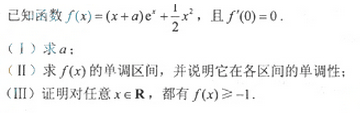 已知函数 f(x)=(x+a)eˣ+½x²，且 f′(0)=0．
(Ⅰ) 求 a；
(Ⅱ) 求 f(x) 的单调区间，并说明它在各区间的单调性；
(Ⅲ) 证明对任意 x∈R，都有 f(x)≥-1．